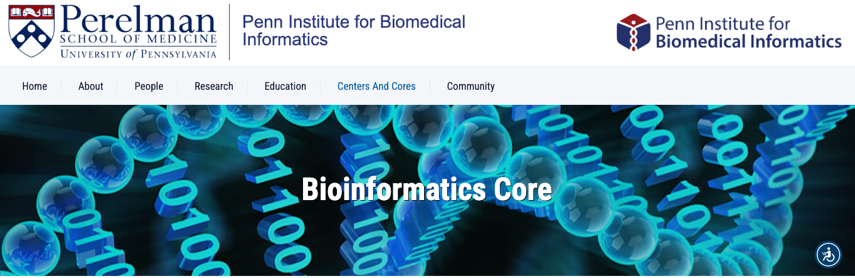 Perelman
SCHOOL OF MEDICINE
UNIVERSITY of PENNSYLVANIA
Penn Institute for Biomedical
Informatics
Penn Institute for
Biomedical Informatics
Home
About
People
Research
Education
Centers And Cores
Community
Bioinformatics Core